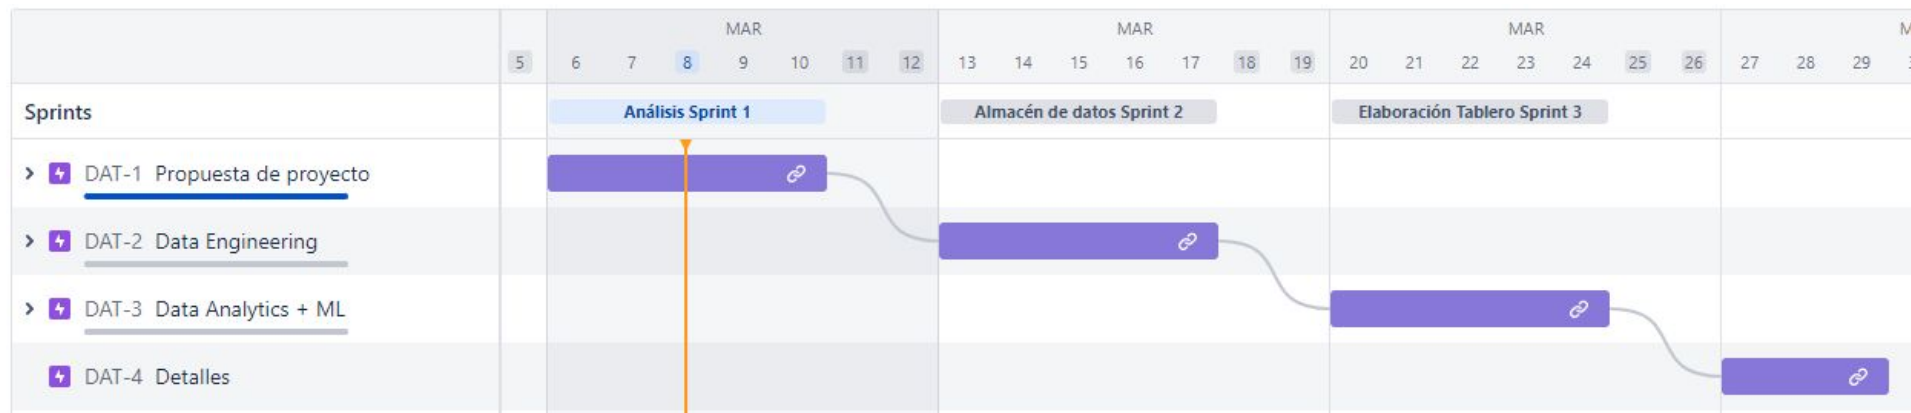 MAR MAR MAR
5 6 7 8 9 10 11 12 13 14 15 16 17 18 19 20 21 22 23 24 25 26 27 28 29
Sprints Análisis Sprint 1 Almacén de datos Sprint 2 Elaboración Tablero Sprint 3
DAT-1 Propuesta de proyecto
DAT-2 Data Engineering
DAT-3 Data Analytics + ML
DAT-4 Detalles